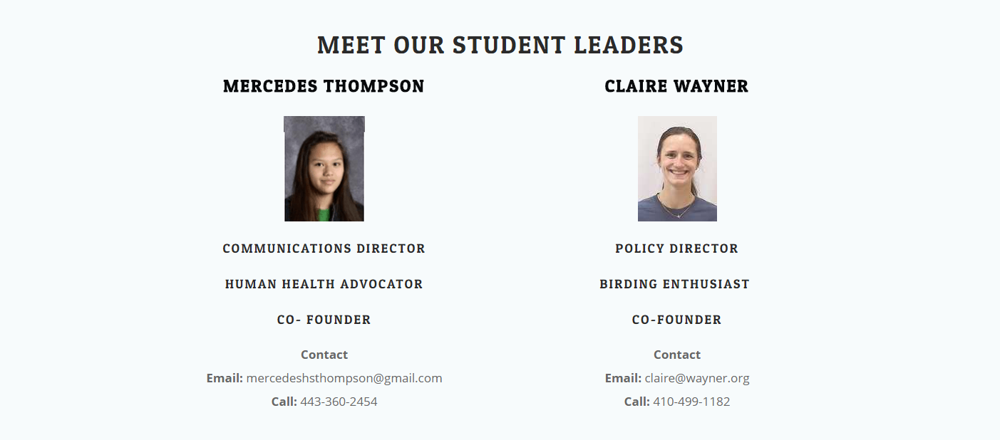 MEET OUR STUDENT LEADERS
MERCEDES THOMPSON
COMMUNICATIONS DIRECTOR
HUMAN HEALTH ADVOCATOR
CO- FOUNDER
Contact
Email: mercedeshsthompson@gmail.com
Call: 443-360-2454
CLAIRE WAYNER
POLICY DIRECTOR
BIRDING ENTHUSIAST
CO-FOUNDER
Contact
Email: claire@wayner.org
Call: 410-499-1182